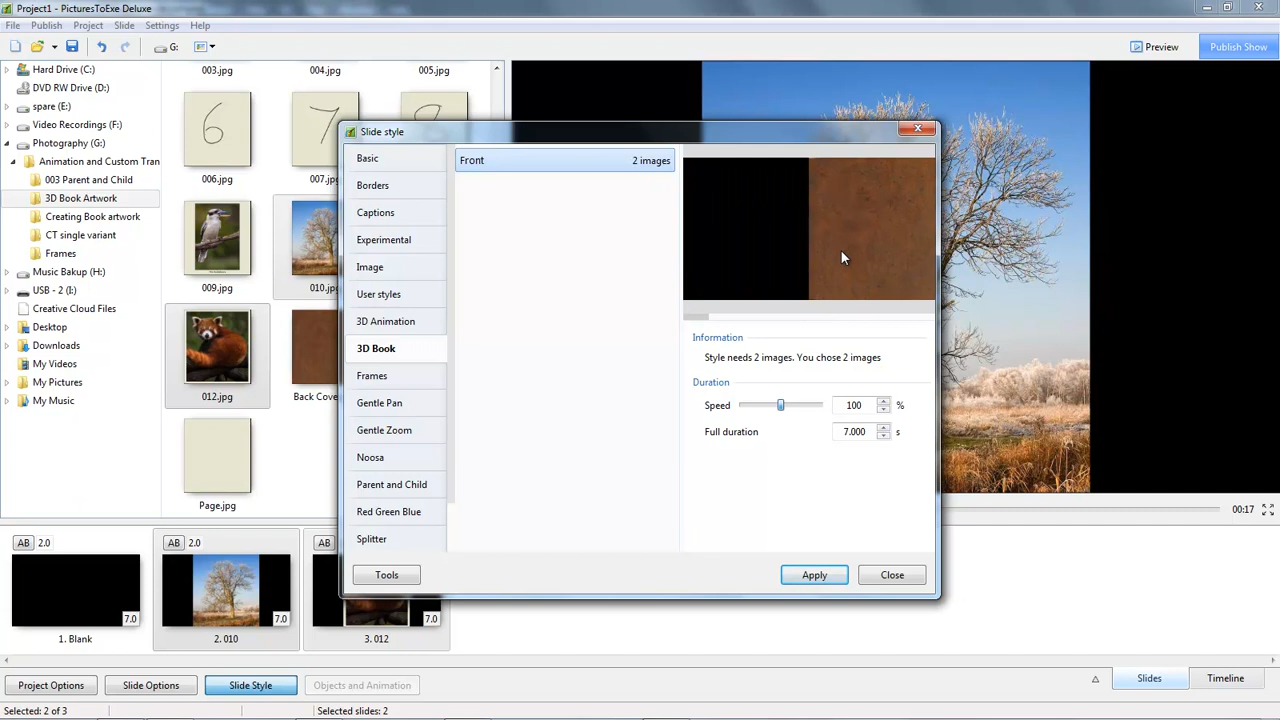 Project1 - PicturesToExe Deluxe
File Publish Project Slide Settings Help
G: Preview Publish Show
Hard Drive (C:)
DVD RW Drive (D:)
spare (E:)
Video Recordings (F:)
Photography (G:)
Animation and Custom Tran
003 Parent and Child
3D Book Artwork
Creating Book artwork
CT single variant
Frames
Music Bakup (H:)
USB - 2 (I:)
Creative Cloud Files
Desktop
Downloads
My Videos
My Pictures
My Music
003.jpg 004.jpg 005.jpg
6 7
006.jpg 007.j
009.jpg 010.jp
012.jpg Back Cove
Page.jpg
Slide style
Basic
Borders
Captions
Experimental
Image
User styles
3D Animation
3D Book
Frames
Gentle Pan
Gentle Zoom
Noosa
Parent and Child
Red Green Blue
Splitter
Front 2 images
Information
Style needs 2 images. You chose 2 images
Duration
Speed 100 %
Full duration 7.000 s
Tools Apply Close
00:17
AB 2.0 AB 2.0 AB
7.0 7.0 7.0
1. Blank 2. 010 3. 012
Project Options Slide Options Slide Style Objects and Animation Slides Timeline
Selected: 2 of 3 Selected slides: 2